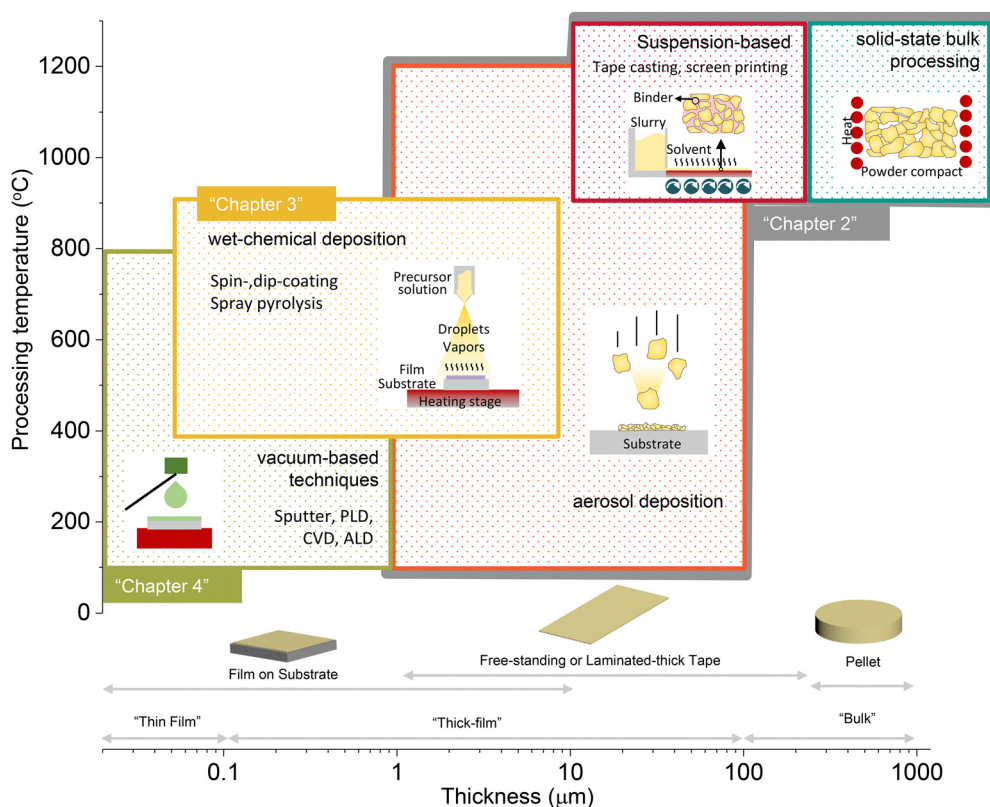 Processing temperature (ºC)
1200
1000
800
600
400
200
0
Suspension-based
Tape casting, screen printing
Binder
Slurry
Solvent
solid-state bulk
processing
Heat
Powder compact
"Chapter 2"
"Chapter 3"
wet-chemical deposition
Spin-,dip-coating
Spray pyrolysis
Precursor
solution
Droplets
Vapors
Film
Substrate
Heating stage
Substrate
aerosol deposition
vacuum-based
techniques
Sputter, PLD,
CVD, ALD
"Chapter 4"
Film on Substrate
Free-standing or Laminated-thick Tape
Pellet
"Thin Film"
"Thick-film"
"Bulk"
0.1
1
10
100
1000
Thickness (μm)